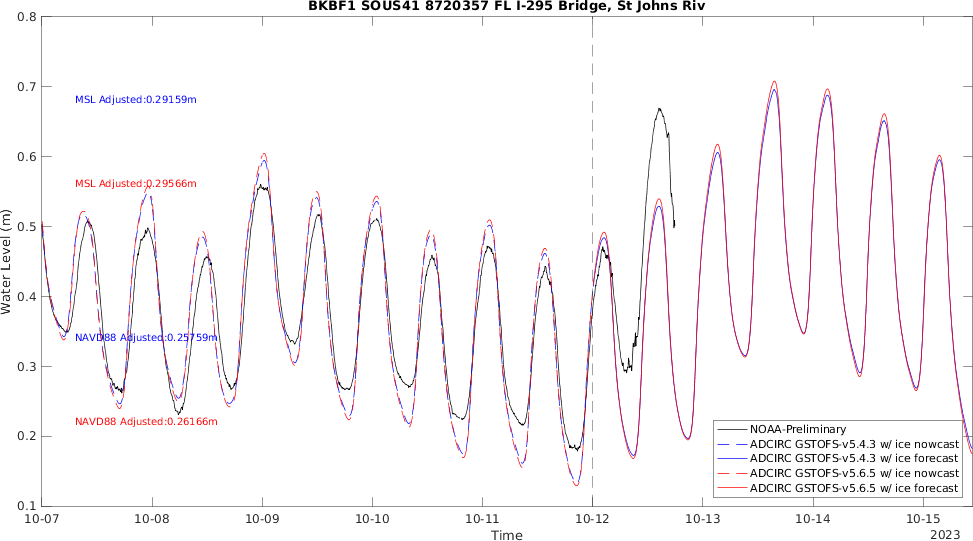 BKBF1 SOUS41 8720357 FL I-295 Bridge, St Johns Riv
0.8
0.7
0.6
0.5
0.4
0.3
0.2
0.1
Water Level (m)
MSL Adjusted:0.29159m
MSL Adjusted:0.29566m
NAVD88 Adjusted:0.25759m
NAVD88 Adjusted:0.26166m
NOAA-Preliminary
ADCIRC GSTOFS-v5.4.3 w/ ice nowcast
ADCIRC GSTOFS-v5.4.3 w/ ice forecast
ADCIRC GSTOFS-v5.6.5 w/ ice nowcast
ADCIRC GSTOFS-v5.6.5 w/ ice forecast
10-07 10-08 10-09 10-10 10-11 10-12 10-13 10-14 10-15
Time
2023